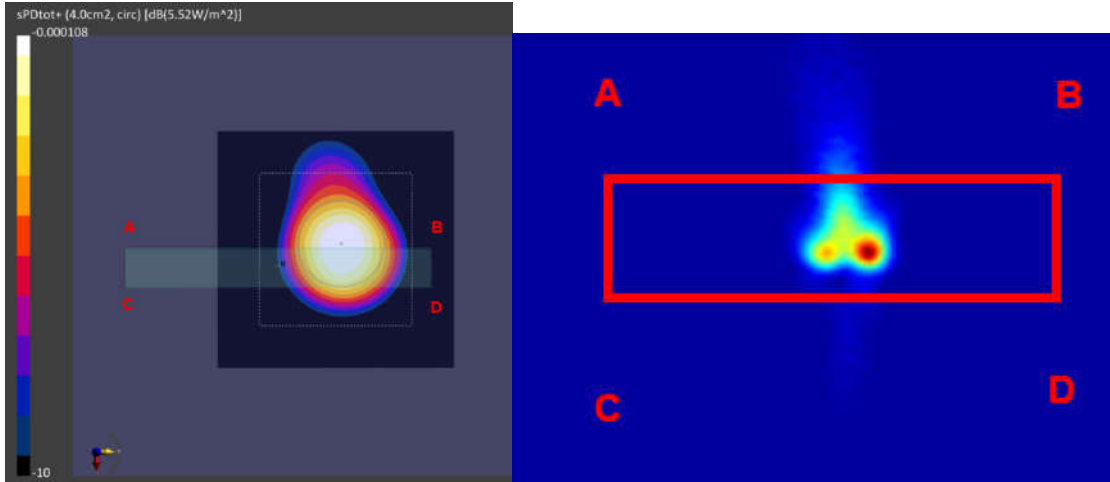 sPDtot+ (4.0cm2, circ) [dB(5.52W/m^2)]
-0.000108
A B
C D
-10
A B
C D